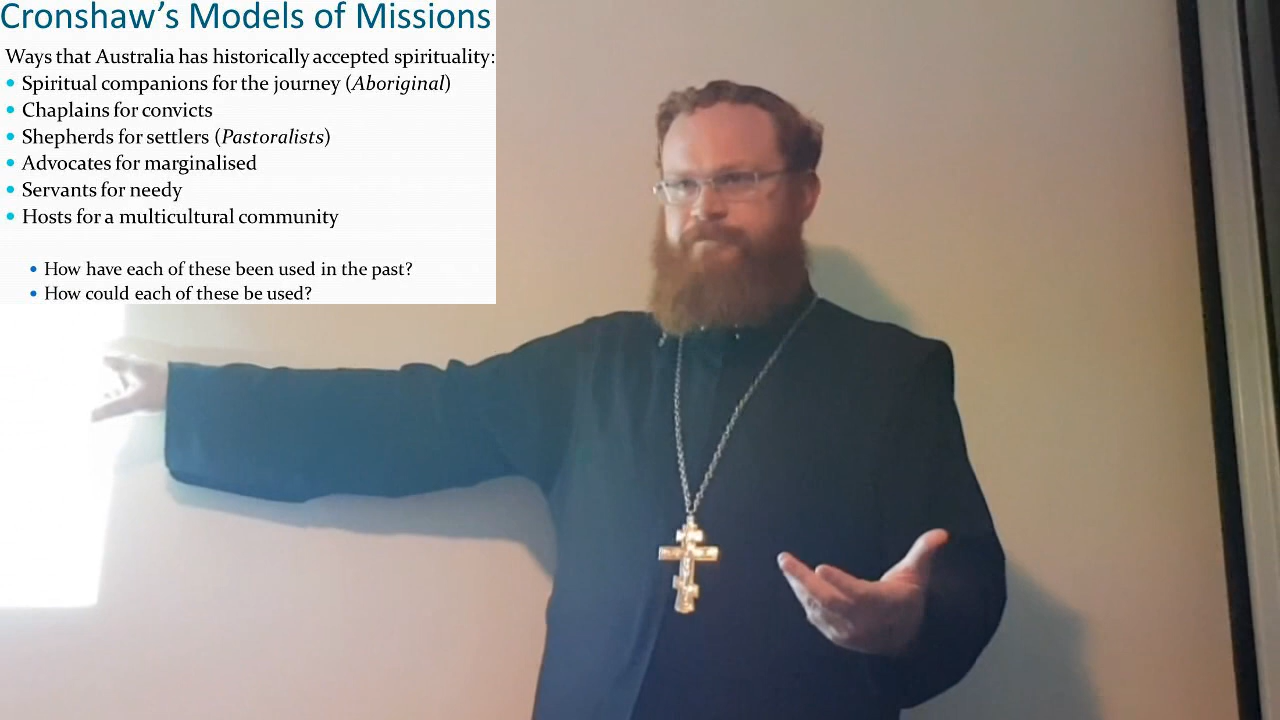 Cronshaw's Models of Missions
Ways that Australia has historically accepted spirituality:
• Spiritual companions for the journey (Aboriginal)
• Chaplains for convicts
• Shepherds for settlers (Pastoralists)
• Advocates for marginalised
• Servants for needy
• Hosts for a multicultural community
• How have each of these been used in the past?
• How could each of these be used?